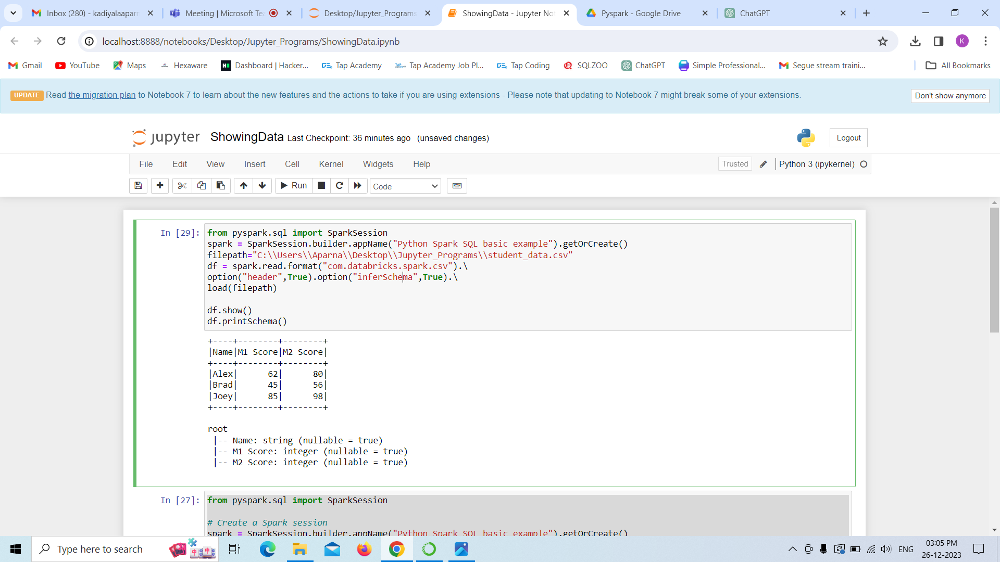 Inbox (280) - kadiyalaaparn
Meeting | Microsoft Te
Desktop/Jupyter_Programs
ShowingData - Jupyter Not
Pyspark - Google Drive
ChatGPT
localhost:8888/notebooks/Desktop/Jupyter_Programs/ShowingData.ipynb
K
Gmail
YouTube
Maps
Hexaware
Dashboard | Hacker...
Tap Academy
Tap Academy Job Pl...
Tap Coding
SQLZOO
ChatGPT
Simple Professional...
Segue stream traini...
All Bookmarks
UPDATE Read the migration plan to Notebook 7 to learn about the new features and the actions to take if you are using extensions - Please note that updating to Notebook 7 might break some of your extensions.
Don't show anymore
jupyter ShowingData Last Checkpoint: 36 minutes ago (unsaved changes)
Logout
File Edit View Insert Cell Kernel Widgets Help
Trusted
Python 3 (ipykernel)
Run
Code
In [29]: from pyspark.sql import SparkSession
spark = SparkSession.builder.appName("Python Spark SQL basic example").getOrCreate()
filepath="C:\\Users\\Aparna\\Desktop\\Jupyter_Programs\\student_data.csv"
df = spark.read.format("com.databricks.spark.csv").\
option("header",True).option("inferSchema",True).\
load(filepath)
df.show()
df.printSchema()
+----+--------+--------+
|Name|M1 Score|M2 Score|
+----+--------+--------+
|Alex|      62|      80|
|Brad|      45|      56|
|Joey|      85|      98|
+----+--------+--------+
root
 |-- Name: string (nullable = true)
 |-- M1 Score: integer (nullable = true)
 |-- M2 Score: integer (nullable = true)
In [27]: from pyspark.sql import SparkSession
# Create a Spark session
spark = SparkSession.builder.appName("Python Spark SQL basic example").getOrCreate()
Type here to search
ENG
03:05 PM
26-12-2023